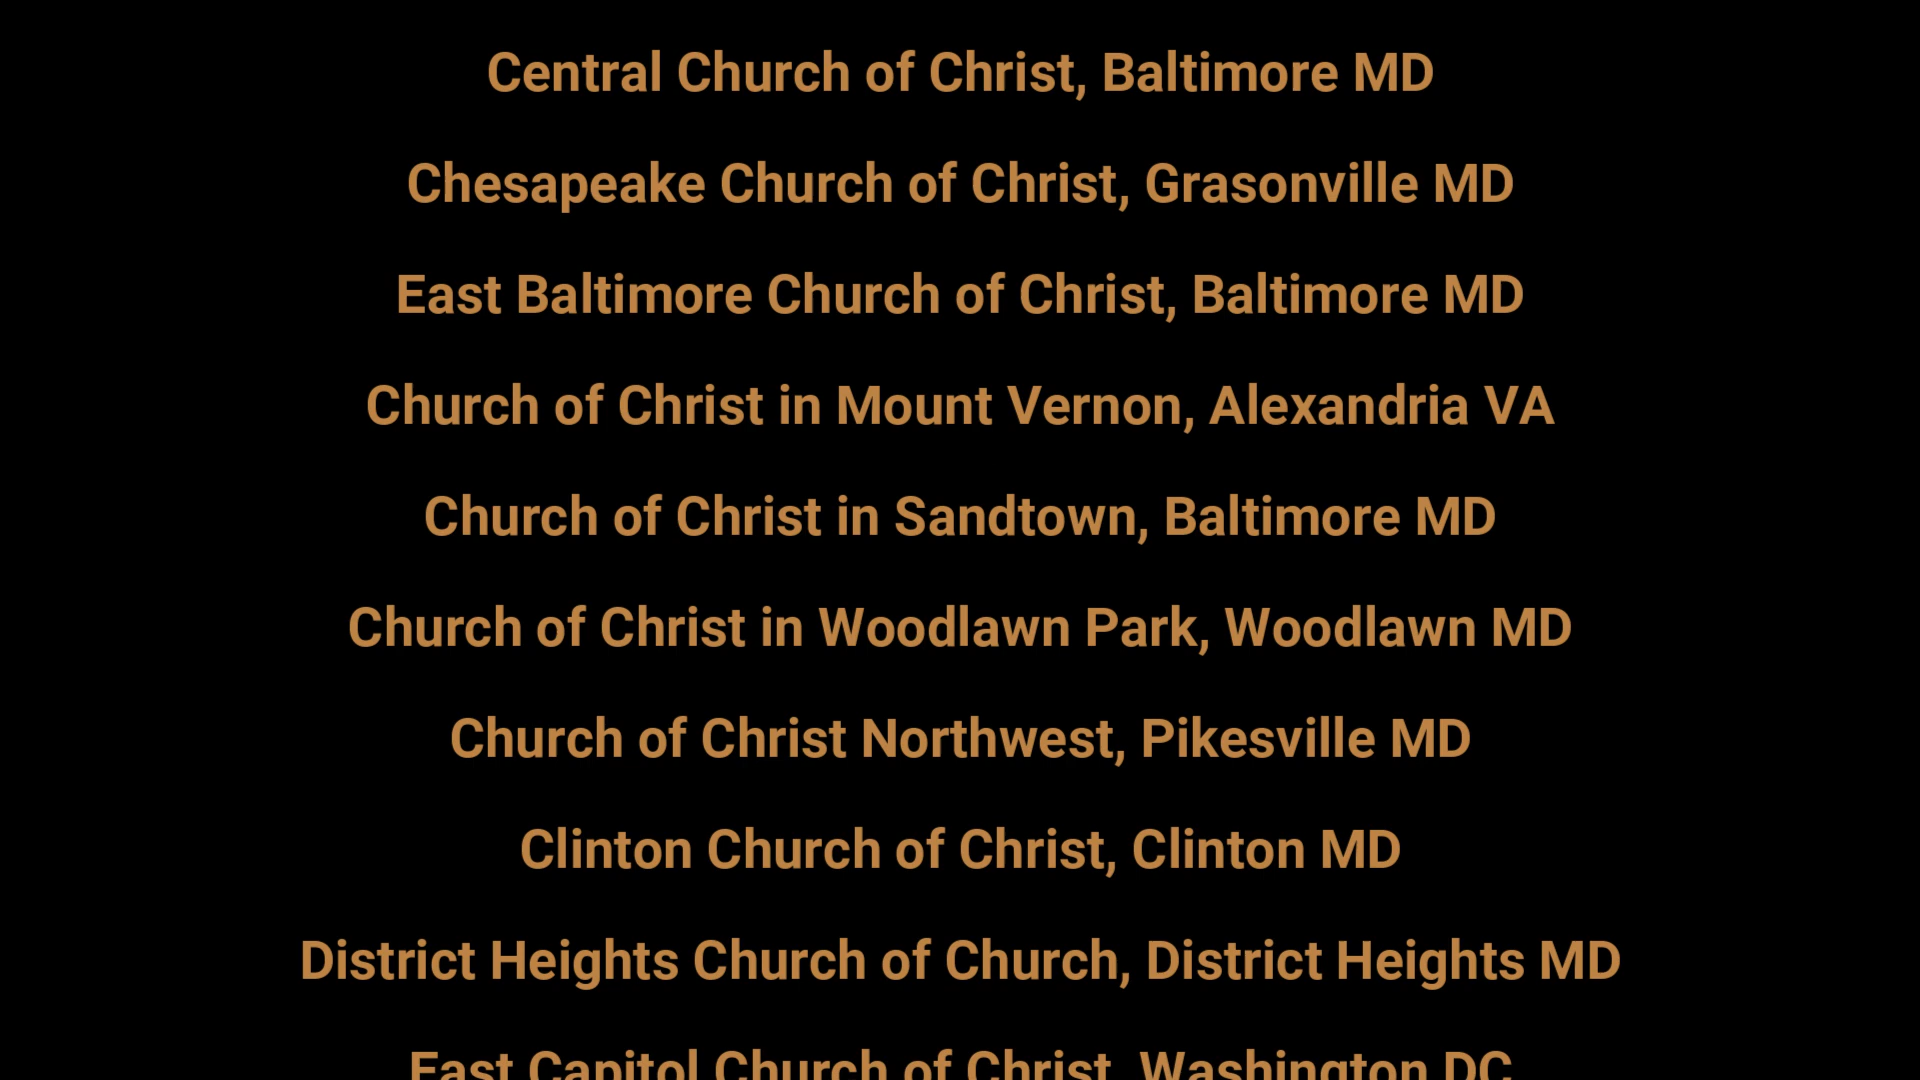 Central Church of Christ, Baltimore MD
Chesapeake Church of Christ, Grasonville MD
East Baltimore Church of Christ, Baltimore MD
Church of Christ in Mount Vernon, Alexandria VA
Church of Christ in Sandtown, Baltimore MD
Church of Christ in Woodlawn Park, Woodlawn MD
Church of Christ Northwest, Pikesville MD
Clinton Church of Christ, Clinton MD
District Heights Church of Church, District Heights MD
East Capitol Church of Christ, Washington DC